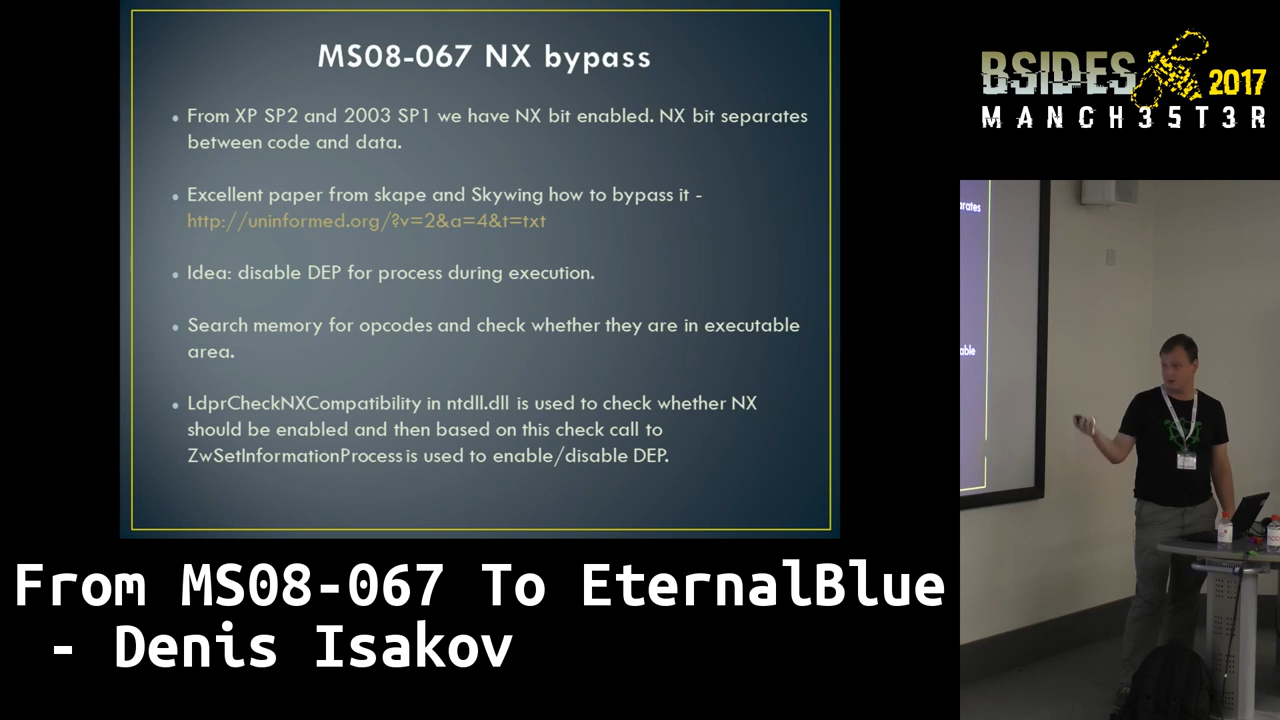 MS08-067 NX bypass
From XP SP2 and 2003 SP1 we have NX bit enabled. NX bit separates
between code and data.
Excellent paper from skape and Skywing how to bypass it -
http://uninformed.org/?v=2&a=4&t=txt
Idea: disable DEP for process during execution.
Search memory for opcodes and check whether they are in executable
area.
LdprCheckNXCompatibility in ntdll.dll is used to check whether NX
should be enabled and then based on this check call to
ZwSetInformationProcess is used to enable/disable DEP.
From MS08-067 To EternalBlue
- Denis Isakov
BSIDES 2017
MANCH35T3R
arates
able